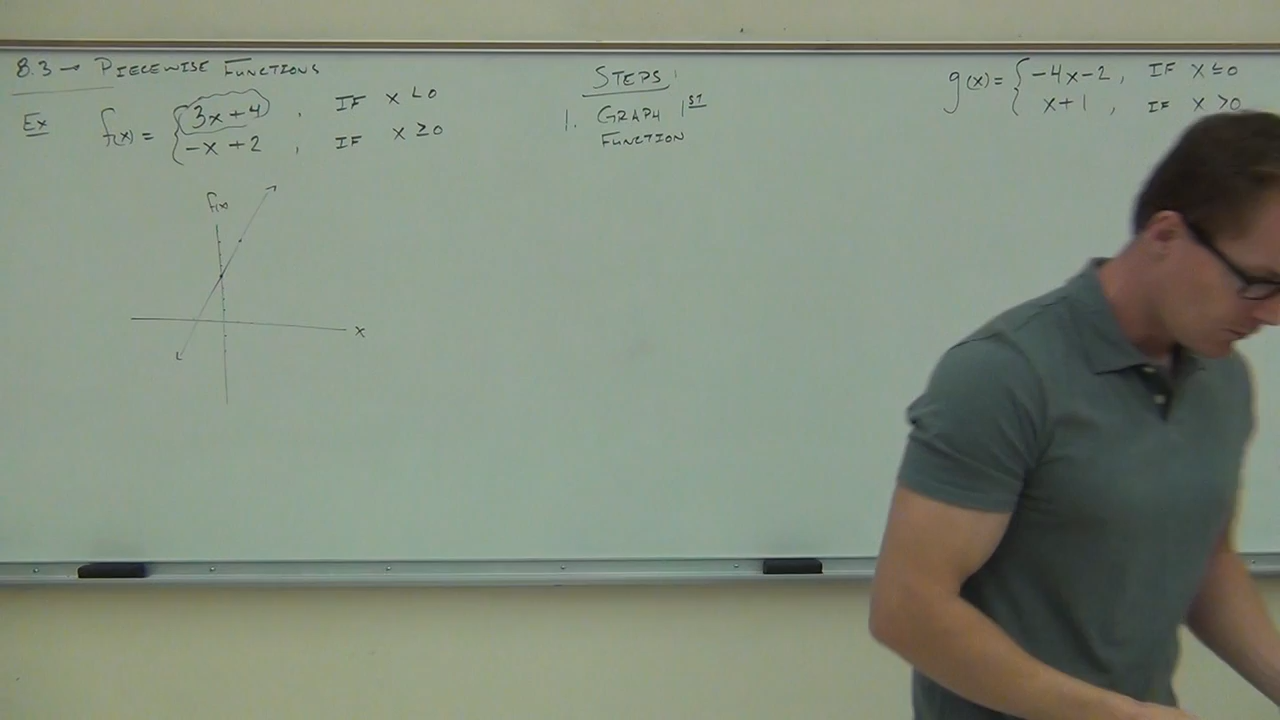 8.3 → PIECEWISE FUNCTIONS
Ex f(x) = { 3x + 4 , IF x < 0
-x + 2 , IF x ≥ 0
f(x)
x
STEPS:
1. GRAPH 1ST
FUNCTION
g(x) = { -4x - 2 , IF x ≤ 0
x + 1 , IF x > 0